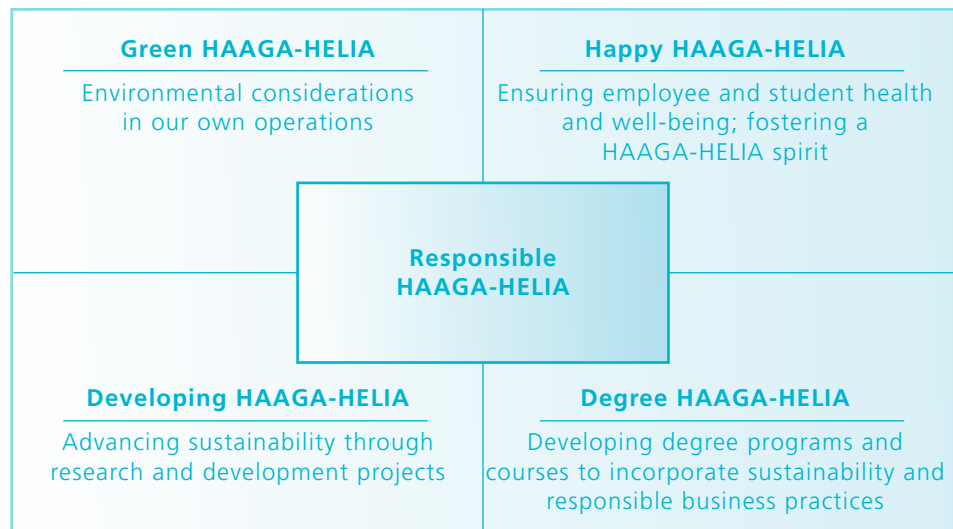 Green HAAGA-HELIA
Environmental considerations
in our own operations
Happy HAAGA-HELIA
Ensuring employee and student health
and well-being; fostering a
HAAGA-HELIA spirit
Responsible
HAAGA-HELIA
Developing HAAGA-HELIA
Advancing sustainability through
research and development projects
Degree HAAGA-HELIA
Developing degree programs and
courses to incorporate sustainability and
responsible business practices